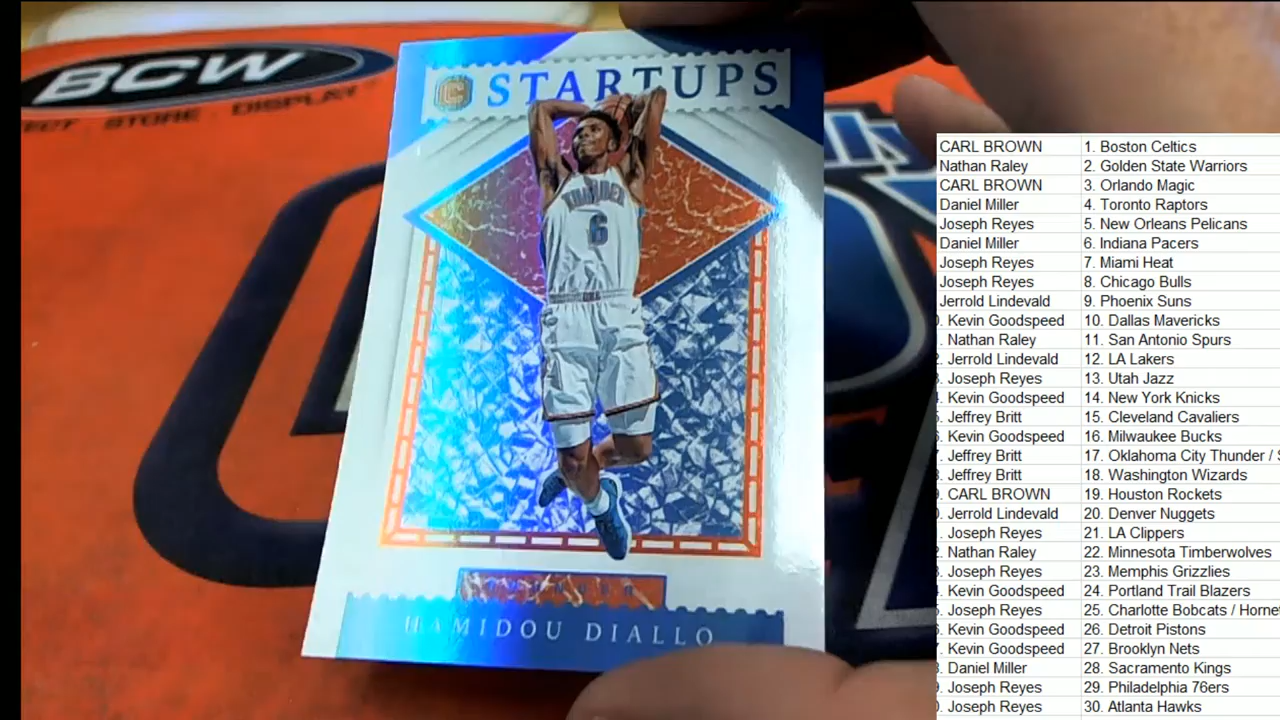 BCW
STORE · DISPLAY
STARTUPS
C
THUNDER
6
HAMIDOU DIALLO
CARL BROWN 1. Boston Celtics
Nathan Raley 2. Golden State Warriors
CARL BROWN 3. Orlando Magic
Daniel Miller 4. Toronto Raptors
Joseph Reyes 5. New Orleans Pelicans
Daniel Miller 6. Indiana Pacers
Joseph Reyes 7. Miami Heat
Joseph Reyes 8. Chicago Bulls
Jerrold Lindevald 9. Phoenix Suns
Kevin Goodspeed 10. Dallas Mavericks
Nathan Raley 11. San Antonio Spurs
Jerrold Lindevald 12. LA Lakers
Joseph Reyes 13. Utah Jazz
Kevin Goodspeed 14. New York Knicks
Jeffrey Britt 15. Cleveland Cavaliers
Kevin Goodspeed 16. Milwaukee Bucks
Jeffrey Britt 17. Oklahoma City Thunder /
Jeffrey Britt 18. Washington Wizards
CARL BROWN 19. Houston Rockets
Jerrold Lindevald 20. Denver Nuggets
Joseph Reyes 21. LA Clippers
Nathan Raley 22. Minnesota Timberwolves
Joseph Reyes 23. Memphis Grizzlies
Kevin Goodspeed 24. Portland Trail Blazers
Joseph Reyes 25. Charlotte Bobcats / Horne
Kevin Goodspeed 26. Detroit Pistons
Kevin Goodspeed 27. Brooklyn Nets
Daniel Miller 28. Sacramento Kings
Joseph Reyes 29. Philadelphia 76ers
Joseph Reyes 30. Atlanta Hawks